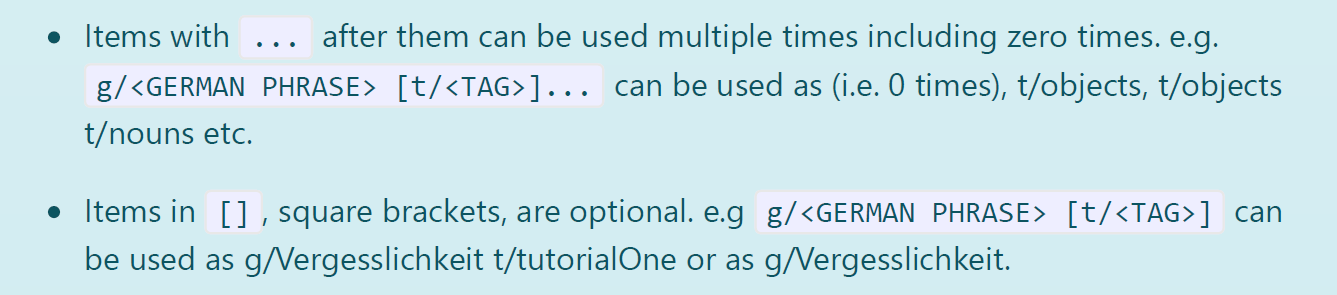 • Items with ... after them can be used multiple times including zero times. e.g.
g/<GERMAN PHRASE> [t/<TAG>]... can be used as (i.e. 0 times), t/objects, t/objects
t/nouns etc.
• Items in [], square brackets, are optional. e.g g/<GERMAN PHRASE> [t/<TAG>] can
be used as g/Vergesslichkeit t/tutorialOne or as g/Vergesslichkeit.